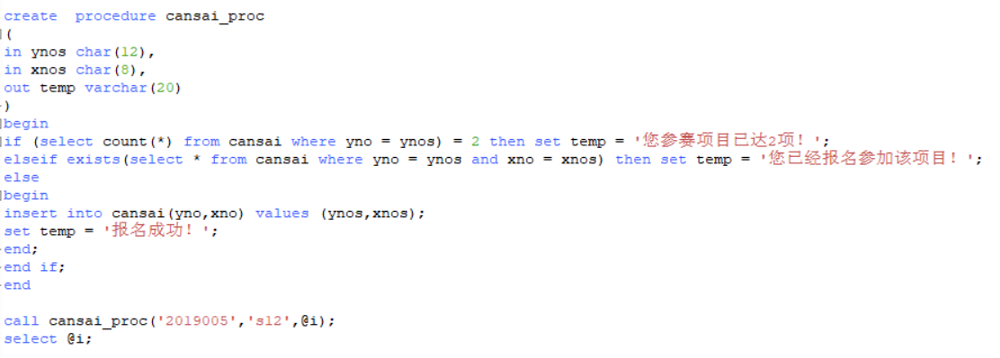 create  procedure cansai_proc
(
in ynos char(12),
in xnos char(8),
out temp varchar(20)
)
begin
if (select count(*) from cansai where yno = ynos) = 2 then set temp = '您参赛项目已达2项！';
elseif exists(select * from cansai where yno = ynos and xno = xnos) then set temp = '您已经报名参加该项目！';
else
begin
insert into cansai(yno,xno) values (ynos,xnos);
set temp = '报名成功！';
end;
end if;
end
call cansai_proc('2019005','s12',@i);
select @i;